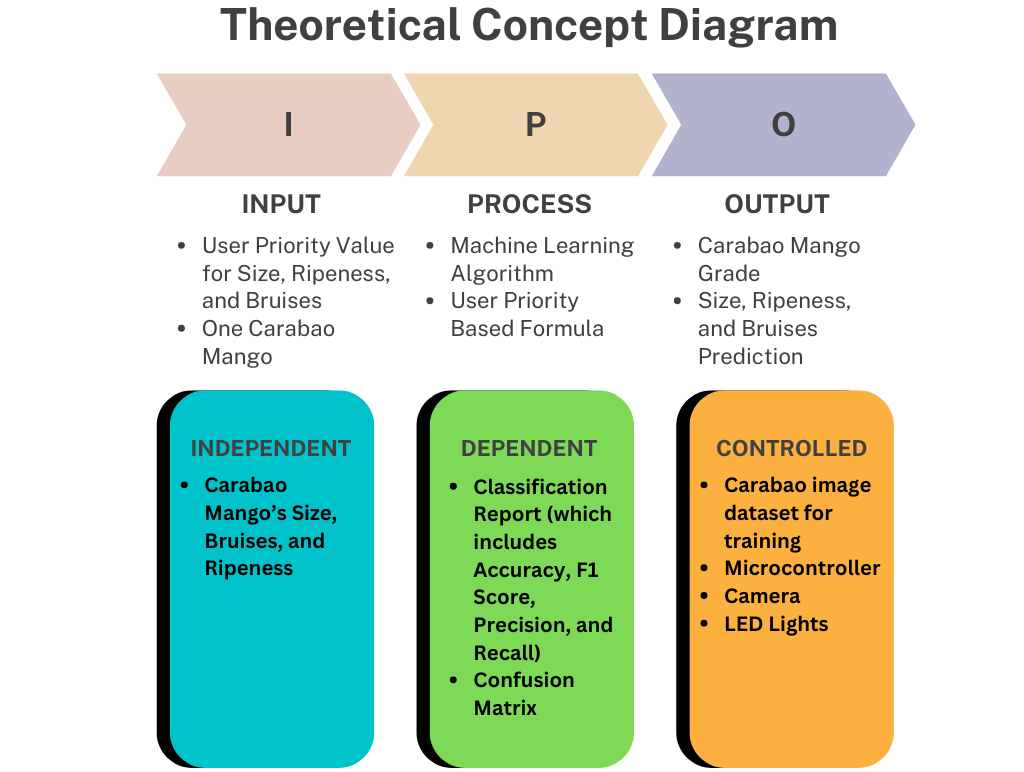 Theoretical Concept Diagram
I
P
O
INPUT
• User Priority Value
for Size, Ripeness,
and Bruises
• One Carabao
Mango
PROCESS
• Machine Learning
Algorithm
• User Priority
Based Formula
OUTPUT
• Carabao Mango
Grade
• Size, Ripeness,
and Bruises
Prediction
INDEPENDENT
• Carabao
Mango's Size,
Bruises, and
Ripeness
DEPENDENT
• Classification
Report (which
includes
Accuracy, F1
Score,
Precision, and
Recall)
• Confusion
Matrix
CONTROLLED
• Carabao image
dataset for
training
• Microcontroller
• Camera
• LED Lights